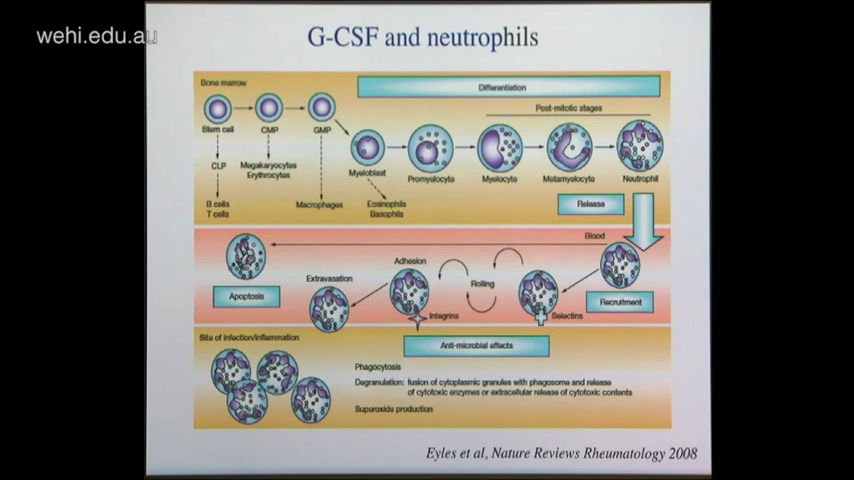 wehi.edu.au
G-CSF and neutrophils
Bone marrow
Differentiation
Post-mitotic stages
Stem cell
CMP
GMP
CLP
Megakaryocytes
Erythrocytes
Myeloblast
Promyelocyte
Myelocyte
Metamyelocyte
Neutrophil
B cells
T cells
Macrophages
Eosinophils
Basophils
Release
Blood
Adhesion
Extravasation
Rolling
Apoptosis
Recruitment
Integrins
Selectins
Site of infection/inflammation
Anti-microbial effects
Phagocytosis
Degranulation: fusion of cytoplasmic granules with phagosome and release
of cytotoxic enzymes or extracellular release of cytotoxic contents
Superoxide production
Eyles et al, Nature Reviews Rheumatology 2008